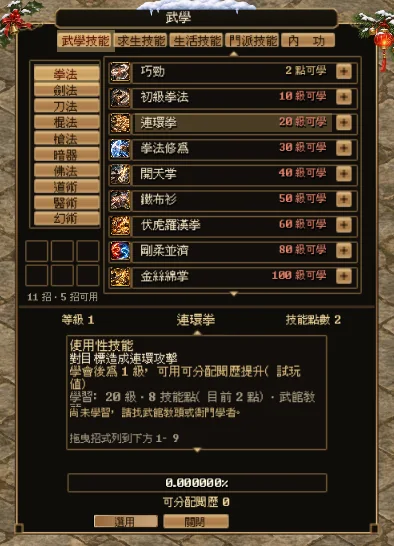 武學
武學技能 求生技能 生活技能 門派技能 內 功
拳法
劍法
刀法
棍法
槍法
暗器
佛法
道術
醫術
幻術
11 招 · 5 招可用
巧勁 2 點可學 +
初級拳法 10 級可學 +
連環拳 20 級可學 +
拳法修為 30 級可學 +
開天掌 40 級可學 +
鐵布衫 50 級可學 +
伏虎羅漢拳 60 級可學 +
剛柔並濟 80 級可學 +
金絲綿掌 100 級可學 +
等級 1 連環拳 技能點數 2
使用性技能
對目標造成連環攻擊
學會後為 1 級, 可用可分配閱歷提升( 試玩
值)
學習: 20 級 · 8 技能點( 目前 2 點) · 武館教
尚未學習, 請找武館教頭或衙門學者。
拖曳招式列到下方 1- 9
0.000000%
可分配閱歷 0
選用 關閉